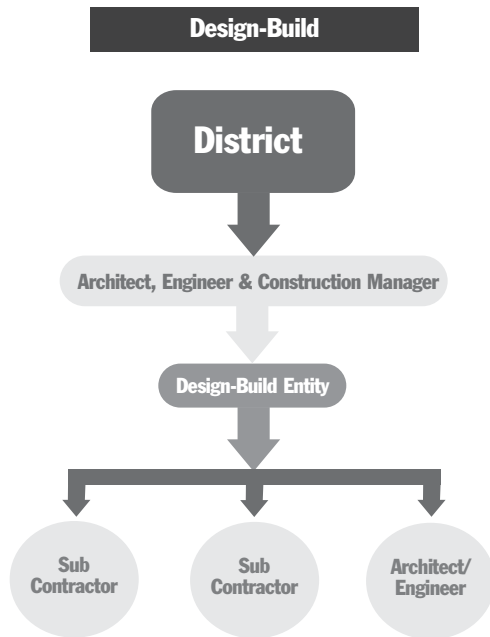 Design-Build
District
Architect, Engineer & Construction Manager
Design-Build Entity
Sub
Contractor
Sub
Contractor
Architect/
Engineer